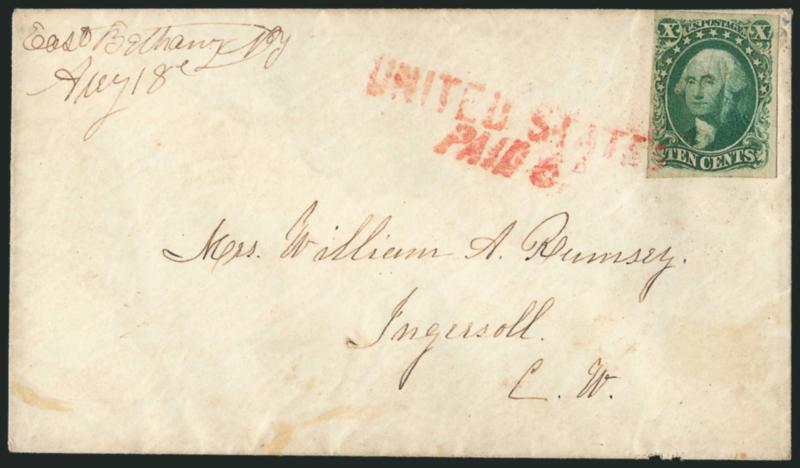 East Bethany NY
Aug 18
UNITED STATES
PAID 6
X U.S. POSTAGE X
TEN CENTS
Mrs. William A. Rumsey.
Ingersoll.
C. W.